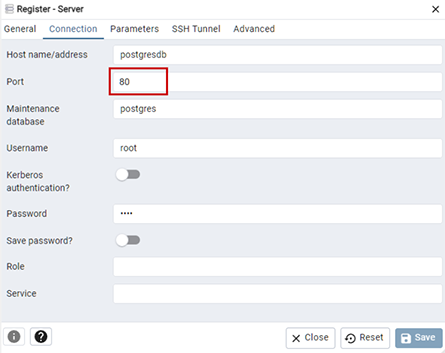 Register - Server
General Connection Parameters SSH Tunnel Advanced
Host name/address postgresdb
Port 80
Maintenance database postgres
Username root
Kerberos authentication?
Password ••••
Save password?
Role
Service
i ? Close Reset Save